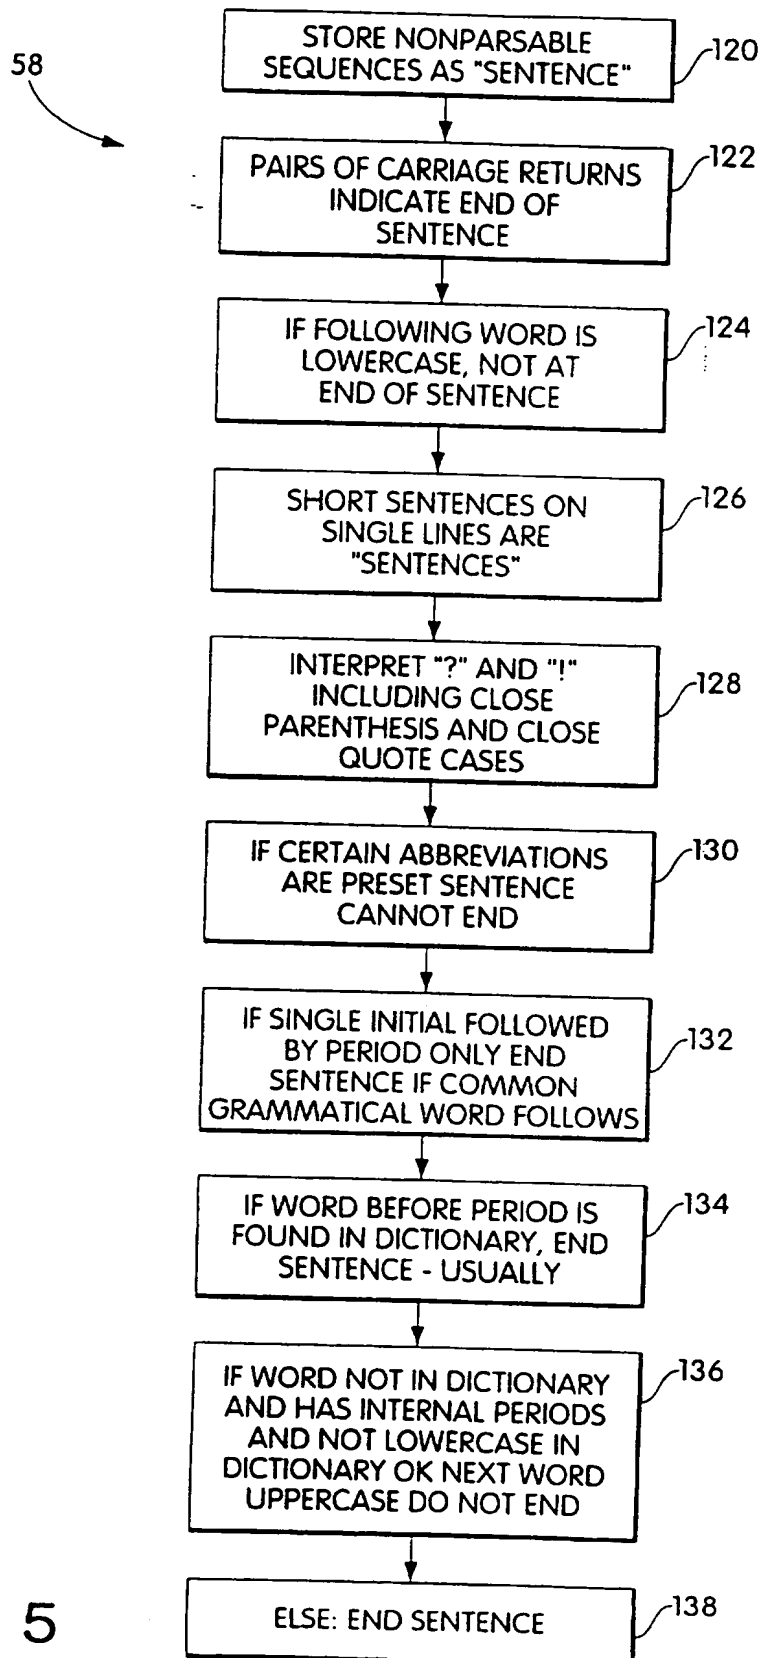 58
STORE NONPARSABLE
SEQUENCES AS "SENTENCE"
120
PAIRS OF CARRIAGE RETURNS
INDICATE END OF
SENTENCE
122
IF FOLLOWING WORD IS
LOWERCASE, NOT AT
END OF SENTENCE
124
SHORT SENTENCES ON
SINGLE LINES ARE
"SENTENCES"
126
INTERPRET "?" AND "!"
INCLUDING CLOSE
PARENTHESIS AND CLOSE
QUOTE CASES
128
IF CERTAIN ABBREVIATIONS
ARE PRESET SENTENCE
CANNOT END
130
IF SINGLE INITIAL FOLLOWED
BY PERIOD ONLY END
SENTENCE IF COMMON
GRAMMATICAL WORD FOLLOWS
132
IF WORD BEFORE PERIOD IS
FOUND IN DICTIONARY, END
SENTENCE - USUALLY
134
IF WORD NOT IN DICTIONARY
AND HAS INTERNAL PERIODS
AND NOT LOWERCASE IN
DICTIONARY OK NEXT WORD
UPPERCASE DO NOT END
136
ELSE: END SENTENCE
138
5